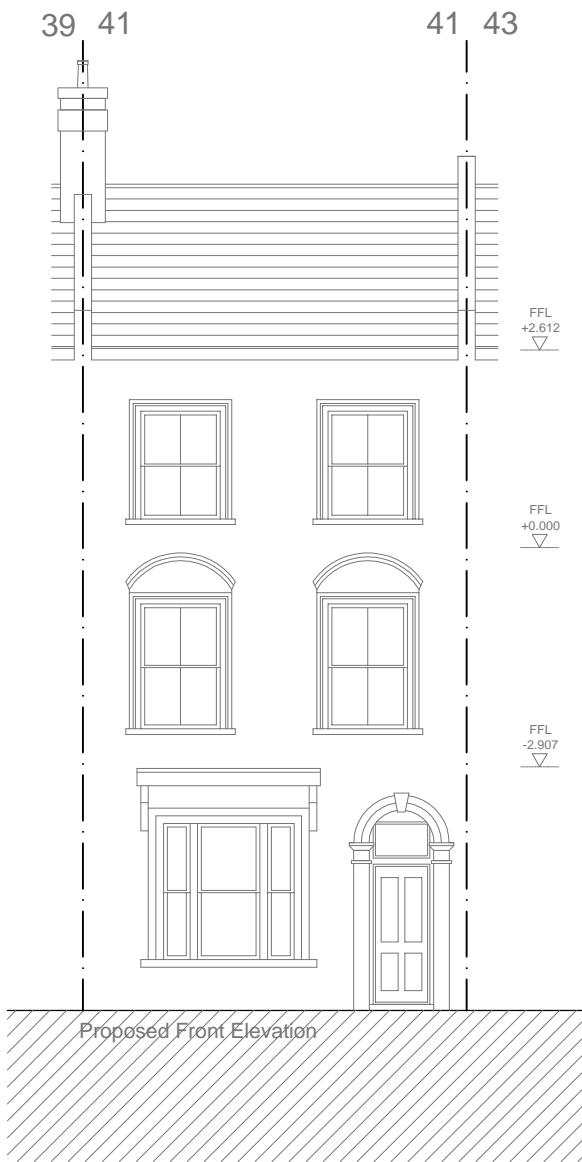 39 41
41 43
FFL
+2.612
FFL
+0.000
FFL
-2.907
Proposed Front Elevation